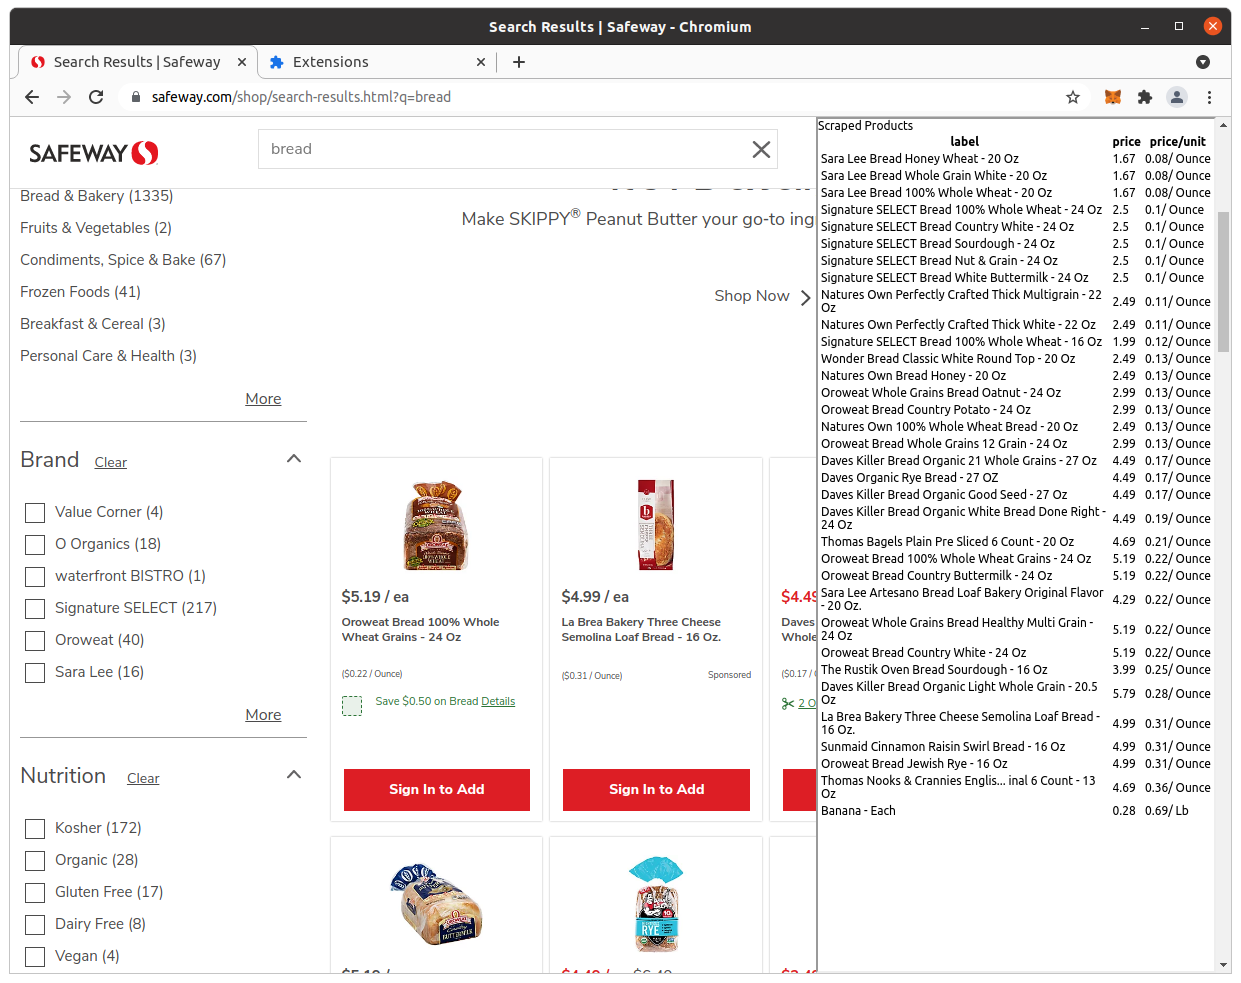 Search Results | Safeway - Chromium
Search Results | Safeway
Extensions
safeway.com/shop/search-results.html?q=bread
SAFEWAY
bread
Bread & Bakery (1335)
Fruits & Vegetables (2)
Condiments, Spice & Bake (67)
Frozen Foods (41)
Breakfast & Cereal (3)
Personal Care & Health (3)
More
Brand Clear
Value Corner (4)
O Organics (18)
waterfront BISTRO (1)
Signature SELECT (217)
Oroweat (40)
Sara Lee (16)
More
Nutrition Clear
Kosher (172)
Organic (28)
Gluten Free (17)
Dairy Free (8)
Vegan (4)
Make SKIPPY® Peanut Butter your go-to ing
Shop Now
$5.19 / ea
Oroweat Bread 100% Whole
Wheat Grains - 24 Oz
($0.22 / Ounce)
Save $0.50 on Bread Details
Sign In to Add
$4.99 / ea
La Brea Bakery Three Cheese
Semolina Loaf Bread - 16 Oz.
($0.31 / Ounce)
Sponsored
Sign In to Add
$4.49
Daves
Whole
($0.17 / 
2 O
RYE
Scraped Products
label price price/unit
Sara Lee Bread Honey Wheat - 20 Oz 1.67 0.08/ Ounce
Sara Lee Bread Whole Grain White - 20 Oz 1.67 0.08/ Ounce
Sara Lee Bread 100% Whole Wheat - 20 Oz 1.67 0.08/ Ounce
Signature SELECT Bread 100% Whole Wheat - 24 Oz 2.5 0.1/ Ounce
Signature SELECT Bread Country White - 24 Oz 2.5 0.1/ Ounce
Signature SELECT Bread Sourdough - 24 Oz 2.5 0.1/ Ounce
Signature SELECT Bread Nut & Grain - 24 Oz 2.5 0.1/ Ounce
Signature SELECT Bread White Buttermilk - 24 Oz 2.5 0.1/ Ounce
Natures Own Perfectly Crafted Thick Multigrain - 22
Oz 2.49 0.11/ Ounce
Natures Own Perfectly Crafted Thick White - 22 Oz 2.49 0.11/ Ounce
Signature SELECT Bread 100% Whole Wheat - 16 Oz 1.99 0.12/ Ounce
Wonder Bread Classic White Round Top - 20 Oz 2.49 0.13/ Ounce
Natures Own Bread Honey - 20 Oz 2.49 0.13/ Ounce
Oroweat Whole Grains Bread Oatnut - 24 Oz 2.99 0.13/ Ounce
Oroweat Bread Country Potato - 24 Oz 2.99 0.13/ Ounce
Natures Own 100% Whole Wheat Bread - 20 Oz 2.49 0.13/ Ounce
Oroweat Bread Whole Grains 12 Grain - 24 Oz 2.99 0.13/ Ounce
Daves Killer Bread Organic 21 Whole Grains - 27 Oz 4.49 0.17/ Ounce
Daves Organic Rye Bread - 27 OZ 4.49 0.17/ Ounce
Daves Killer Bread Organic Good Seed - 27 Oz 4.49 0.17/ Ounce
Daves Killer Bread Organic White Bread Done Right -
24 Oz 4.49 0.19/ Ounce
Thomas Bagels Plain Pre Sliced 6 Count - 20 Oz 4.69 0.21/ Ounce
Oroweat Bread 100% Whole Wheat Grains - 24 Oz 5.19 0.22/ Ounce
Oroweat Bread Country Buttermilk - 24 Oz 5.19 0.22/ Ounce
Sara Lee Artesano Bread Loaf Bakery Original Flavor
- 20 Oz. 4.29 0.22/ Ounce
Oroweat Whole Grains Bread Healthy Multi Grain -
24 Oz 5.19 0.22/ Ounce
Oroweat Bread Country White - 24 Oz 5.19 0.22/ Ounce
The Rustik Oven Bread Sourdough - 16 Oz 3.99 0.25/ Ounce
Daves Killer Bread Organic Light Whole Grain - 20.5
Oz 5.79 0.28/ Ounce
La Brea Bakery Three Cheese Semolina Loaf Bread -
16 Oz. 4.99 0.31/ Ounce
Sunmaid Cinnamon Raisin Swirl Bread - 16 Oz 4.99 0.31/ Ounce
Oroweat Bread Jewish Rye - 16 Oz 4.99 0.31/ Ounce
Thomas Nooks & Crannies Englis... inal 6 Count - 13
Oz 4.69 0.36/ Ounce
Banana - Each 0.28 0.69/ Lb